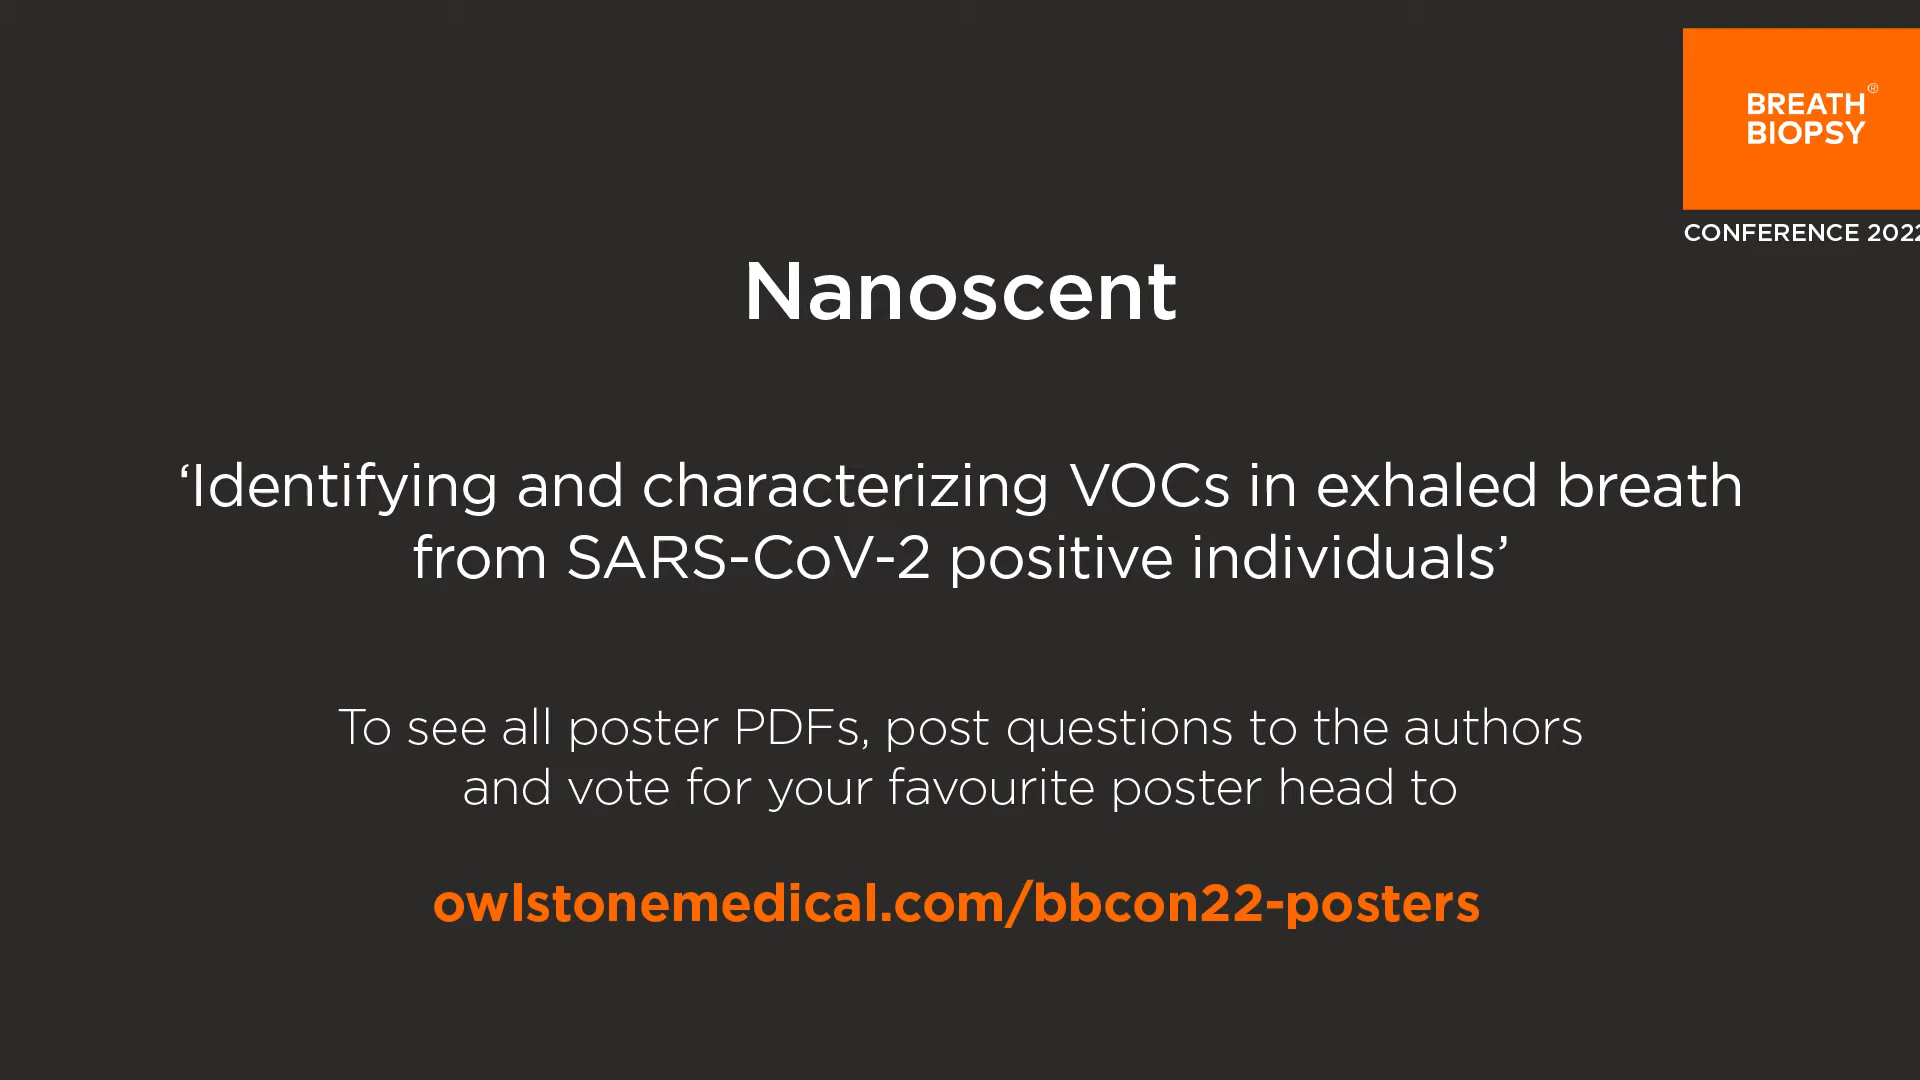 BREATH®
BIOPSY
CONFERENCE 2022
Nanoscent
‘Identifying and characterizing VOCs in exhaled breath
from SARS-CoV-2 positive individuals’
To see all poster PDFs, post questions to the authors
and vote for your favourite poster head to
owlstonemedical.com/bbcon22-posters